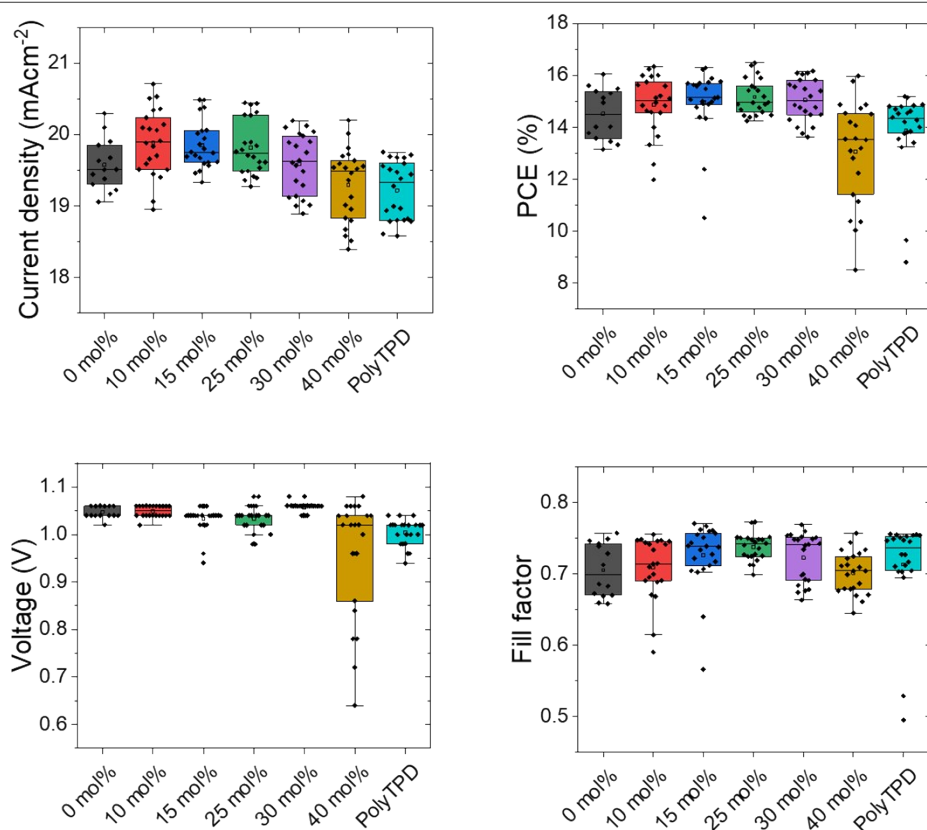 Current density (mAcm-2)
21
20
19
18
0 mol%
10 mol%
15 mol%
25 mol%
30 mol%
40 mol%
PolyTPD
PCE (%)
18
16
14
12
10
8
0 mol%
10 mol%
15 mol%
25 mol%
30 mol%
40 mol%
PolyTPD
Voltage (V)
1.1
1.0
0.9
0.8
0.7
0.6
0 mol%
10 mol%
15 mol%
25 mol%
30 mol%
40 mol%
PolyTPD
Fill factor
0.8
0.7
0.6
0.5
0 mol%
10 mol%
15 mol%
25 mol%
30 mol%
40 mol%
PolyTPD